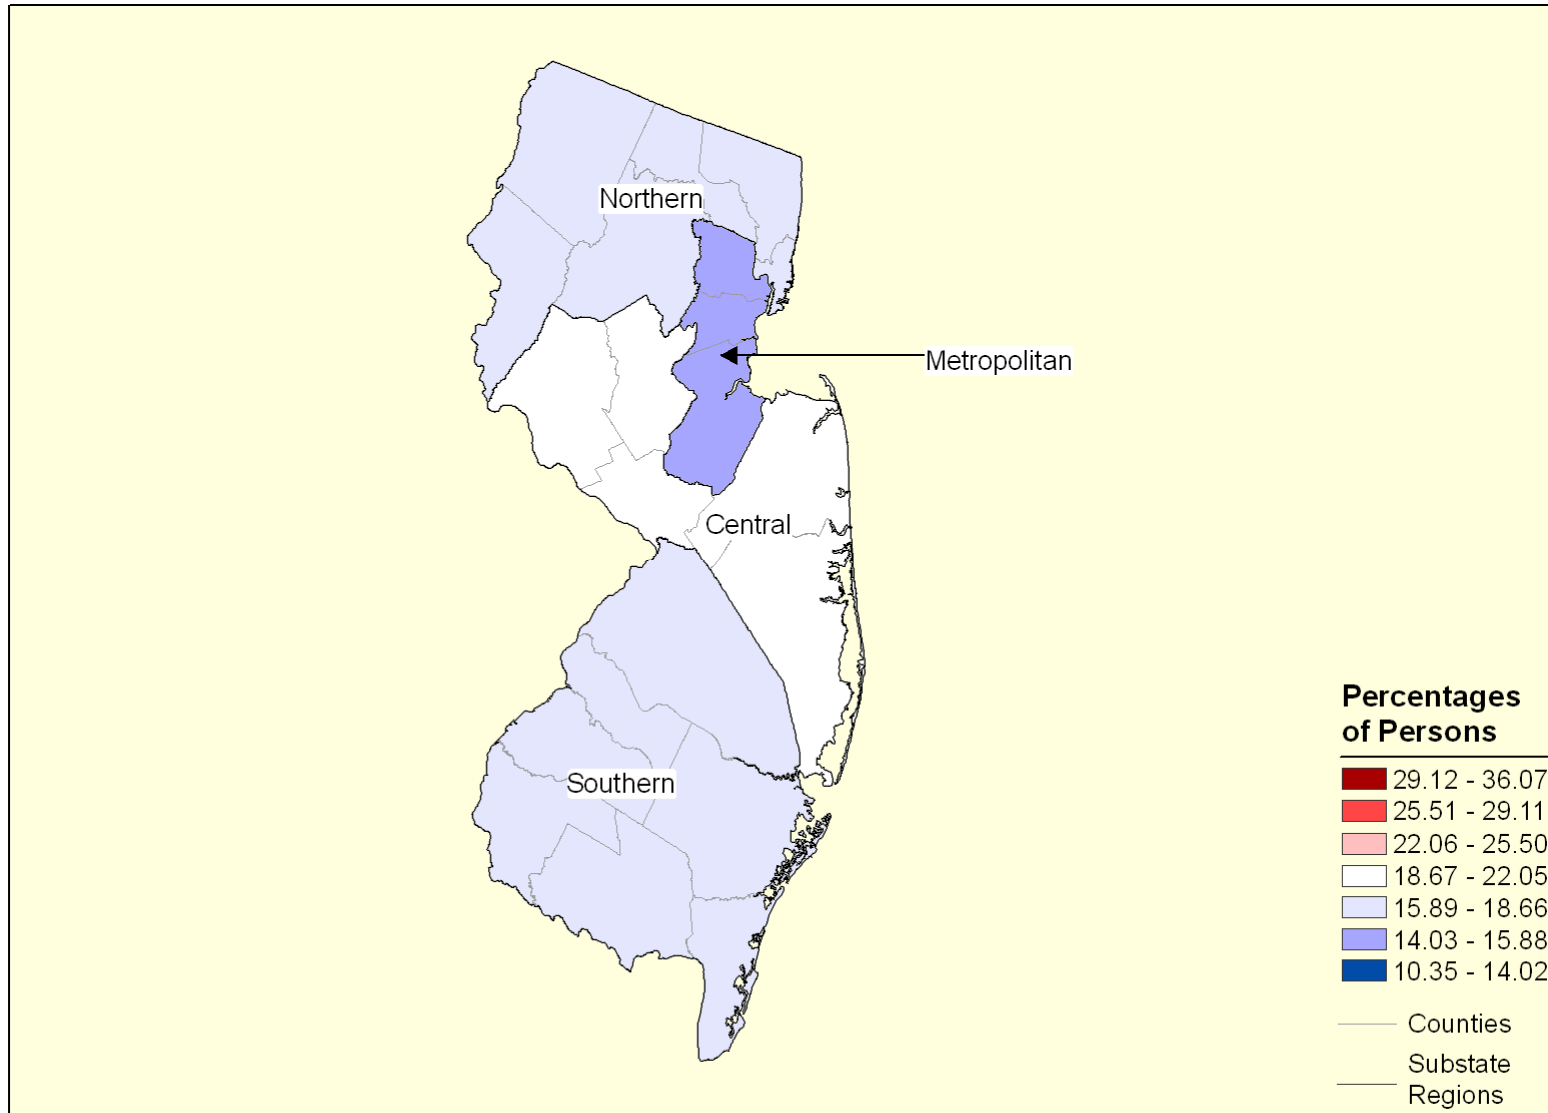 Northern
Metropolitan
Central
Southern
Percentages
of Persons
29.12 - 36.07
25.51 - 29.11
22.06 - 25.50
18.67 - 22.05
15.89 - 18.66
14.03 - 15.88
10.35 - 14.02
Counties
Substate
Regions